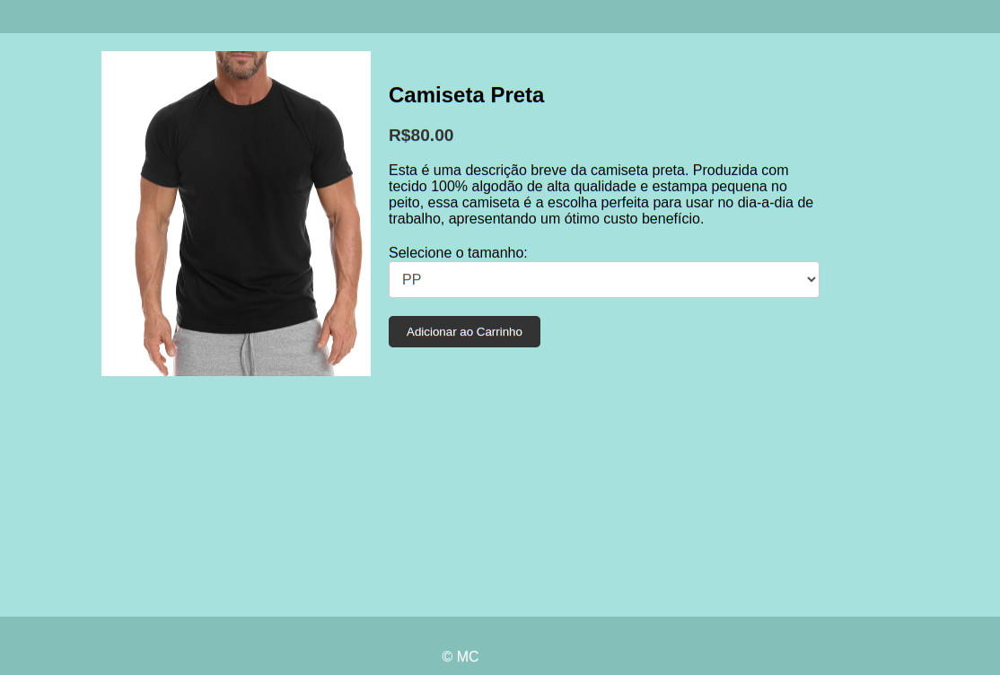 Camiseta Preta
R$80.00
Esta é uma descrição breve da camiseta preta. Produzida com
tecido 100% algodão de alta qualidade e estampa pequena no
peito, essa camiseta é a escolha perfeita para usar no dia-a-dia de
trabalho, apresentando um ótimo custo benefício.
Selecione o tamanho:
PP
Adicionar ao Carrinho
© MC